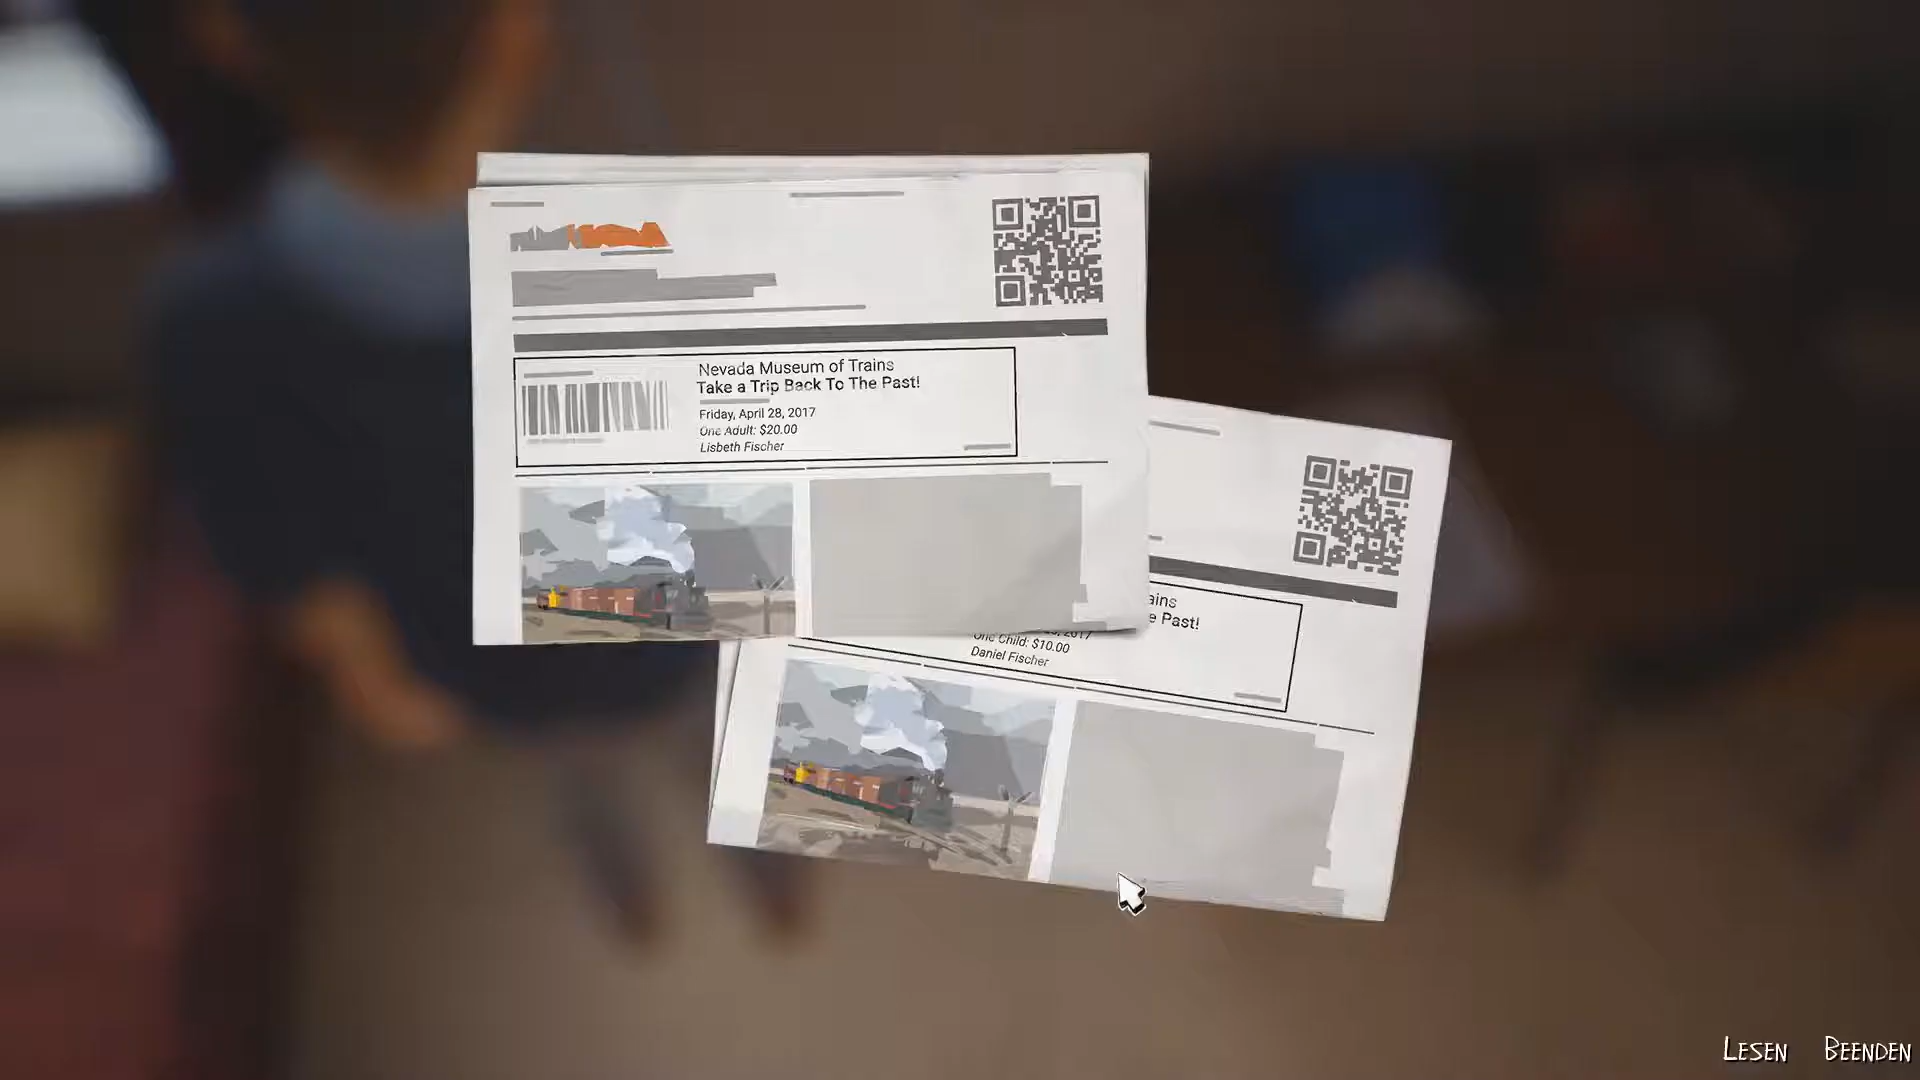 Nevada Museum of Trains
Take a Trip Back To The Past!
Friday, April 28, 2017
One Adult: $20.00
Lisbeth Fischer
ains
e Past!
2017
One Child: $10.00
Daniel Fischer
LESEN BEENDEN